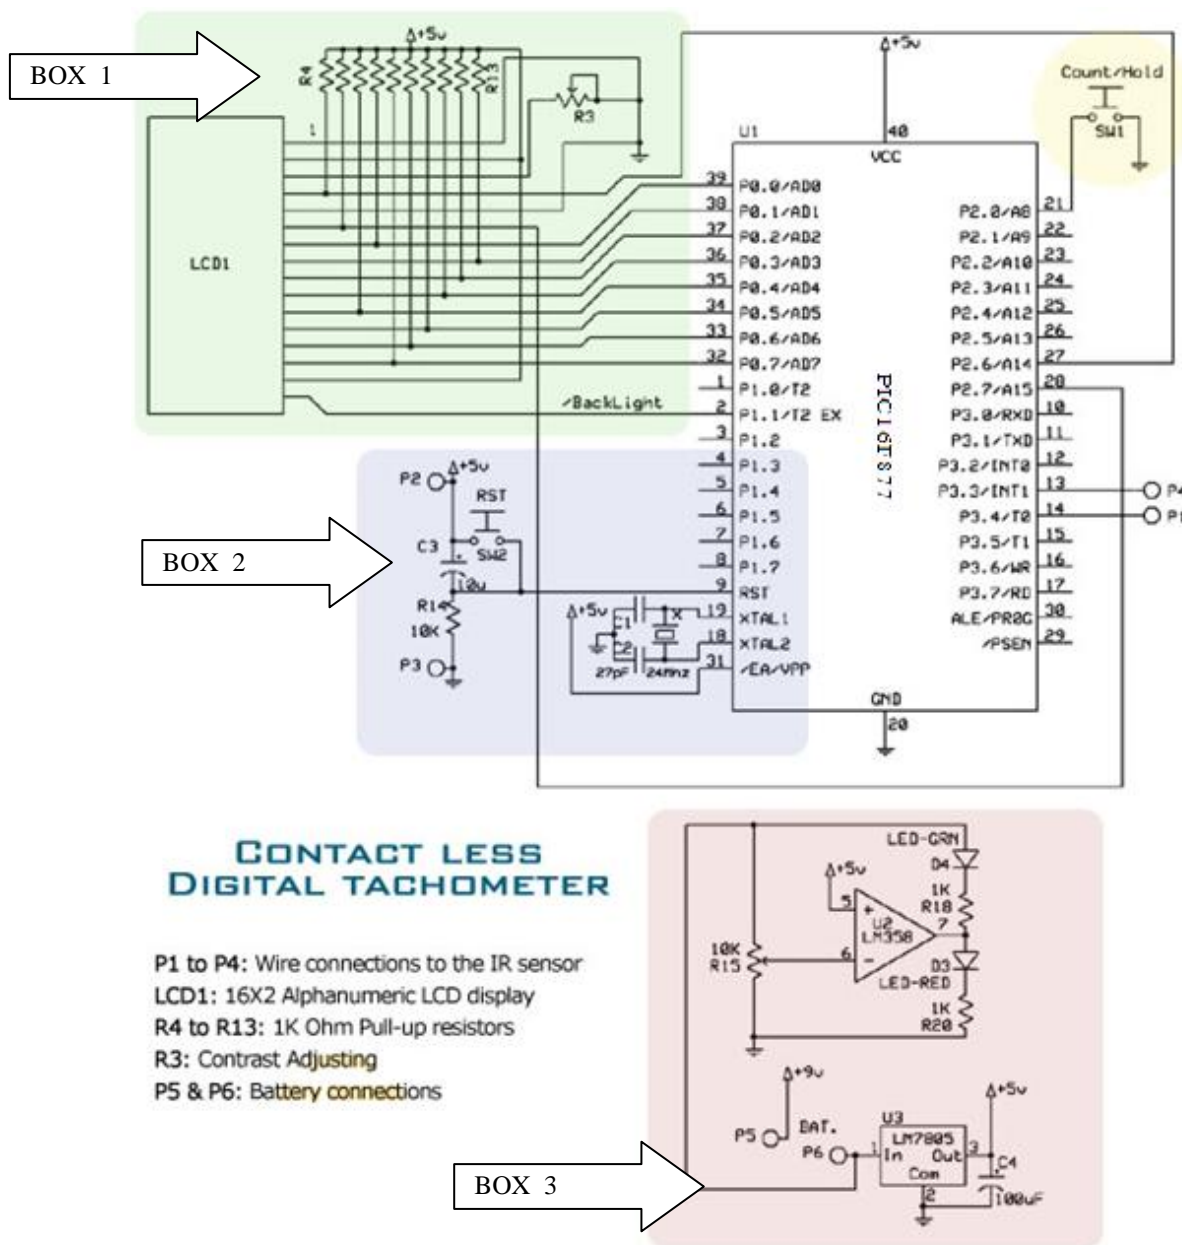 BOX 1
+5v
R4
R13
1
R3
LCD1
/BackLight
+5v
Count/Hold
SW1
U1
40
VCC
39 P0.0/AD0
38 P0.1/AD1
37 P0.2/AD2
36 P0.3/AD3
35 P0.4/AD4
34 P0.5/AD5
33 P0.6/AD6
32 P0.7/AD7
1 P1.0/T2
2 P1.1/T2 EX
3 P1.2
4 P1.3
5 P1.4
6 P1.5
7 P1.6
8 P1.7
9 RST
19 XTAL1
18 XTAL2
31 /EA/VPP
PIC16F877
P2.0/A8 21
P2.1/A9 22
P2.2/A10 23
P2.3/A11 24
P2.4/A12 25
P2.5/A13 26
P2.6/A14 27
P2.7/A15 28
P3.0/RXD 10
P3.1/TXD 11
P3.2/INT0 12
P3.3/INT1 13
P4
P3.4/T0 14
P1
P3.5/T1 15
P3.6/WR 16
P3.7/RD 17
ALE/PROG 30
/PSEN 29
GND
20
BOX 2
P2
+5v
RST
SW2
C3
+
10u
R14
10K
P3
+5v
C1
X
C2
27pF
24Mhz
CONTACT LESS
DIGITAL TACHOMETER
P1 to P4: Wire connections to the IR sensor
LCD1: 16X2 Alphanumeric LCD display
R4 to R13: 1K Ohm Pull-up resistors
R3: Contrast Adjusting
P5 & P6: Battery connections
LED-GRN
D4
1K
R18
+5v
5
+
U2
LM358
7
6
-
10K
R15
D3
LED-RED
1K
R20
+9v
P5
BAT.
P6
U3
LM7805
1
In
Out
3
Com
2
+5v
C4
+
100uF
BOX 3